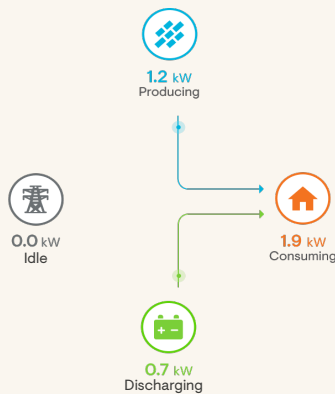 1.2 kW
Producing
0.0 kW
Idle
1.9 kW
Consuming
0.7 kW
Discharging